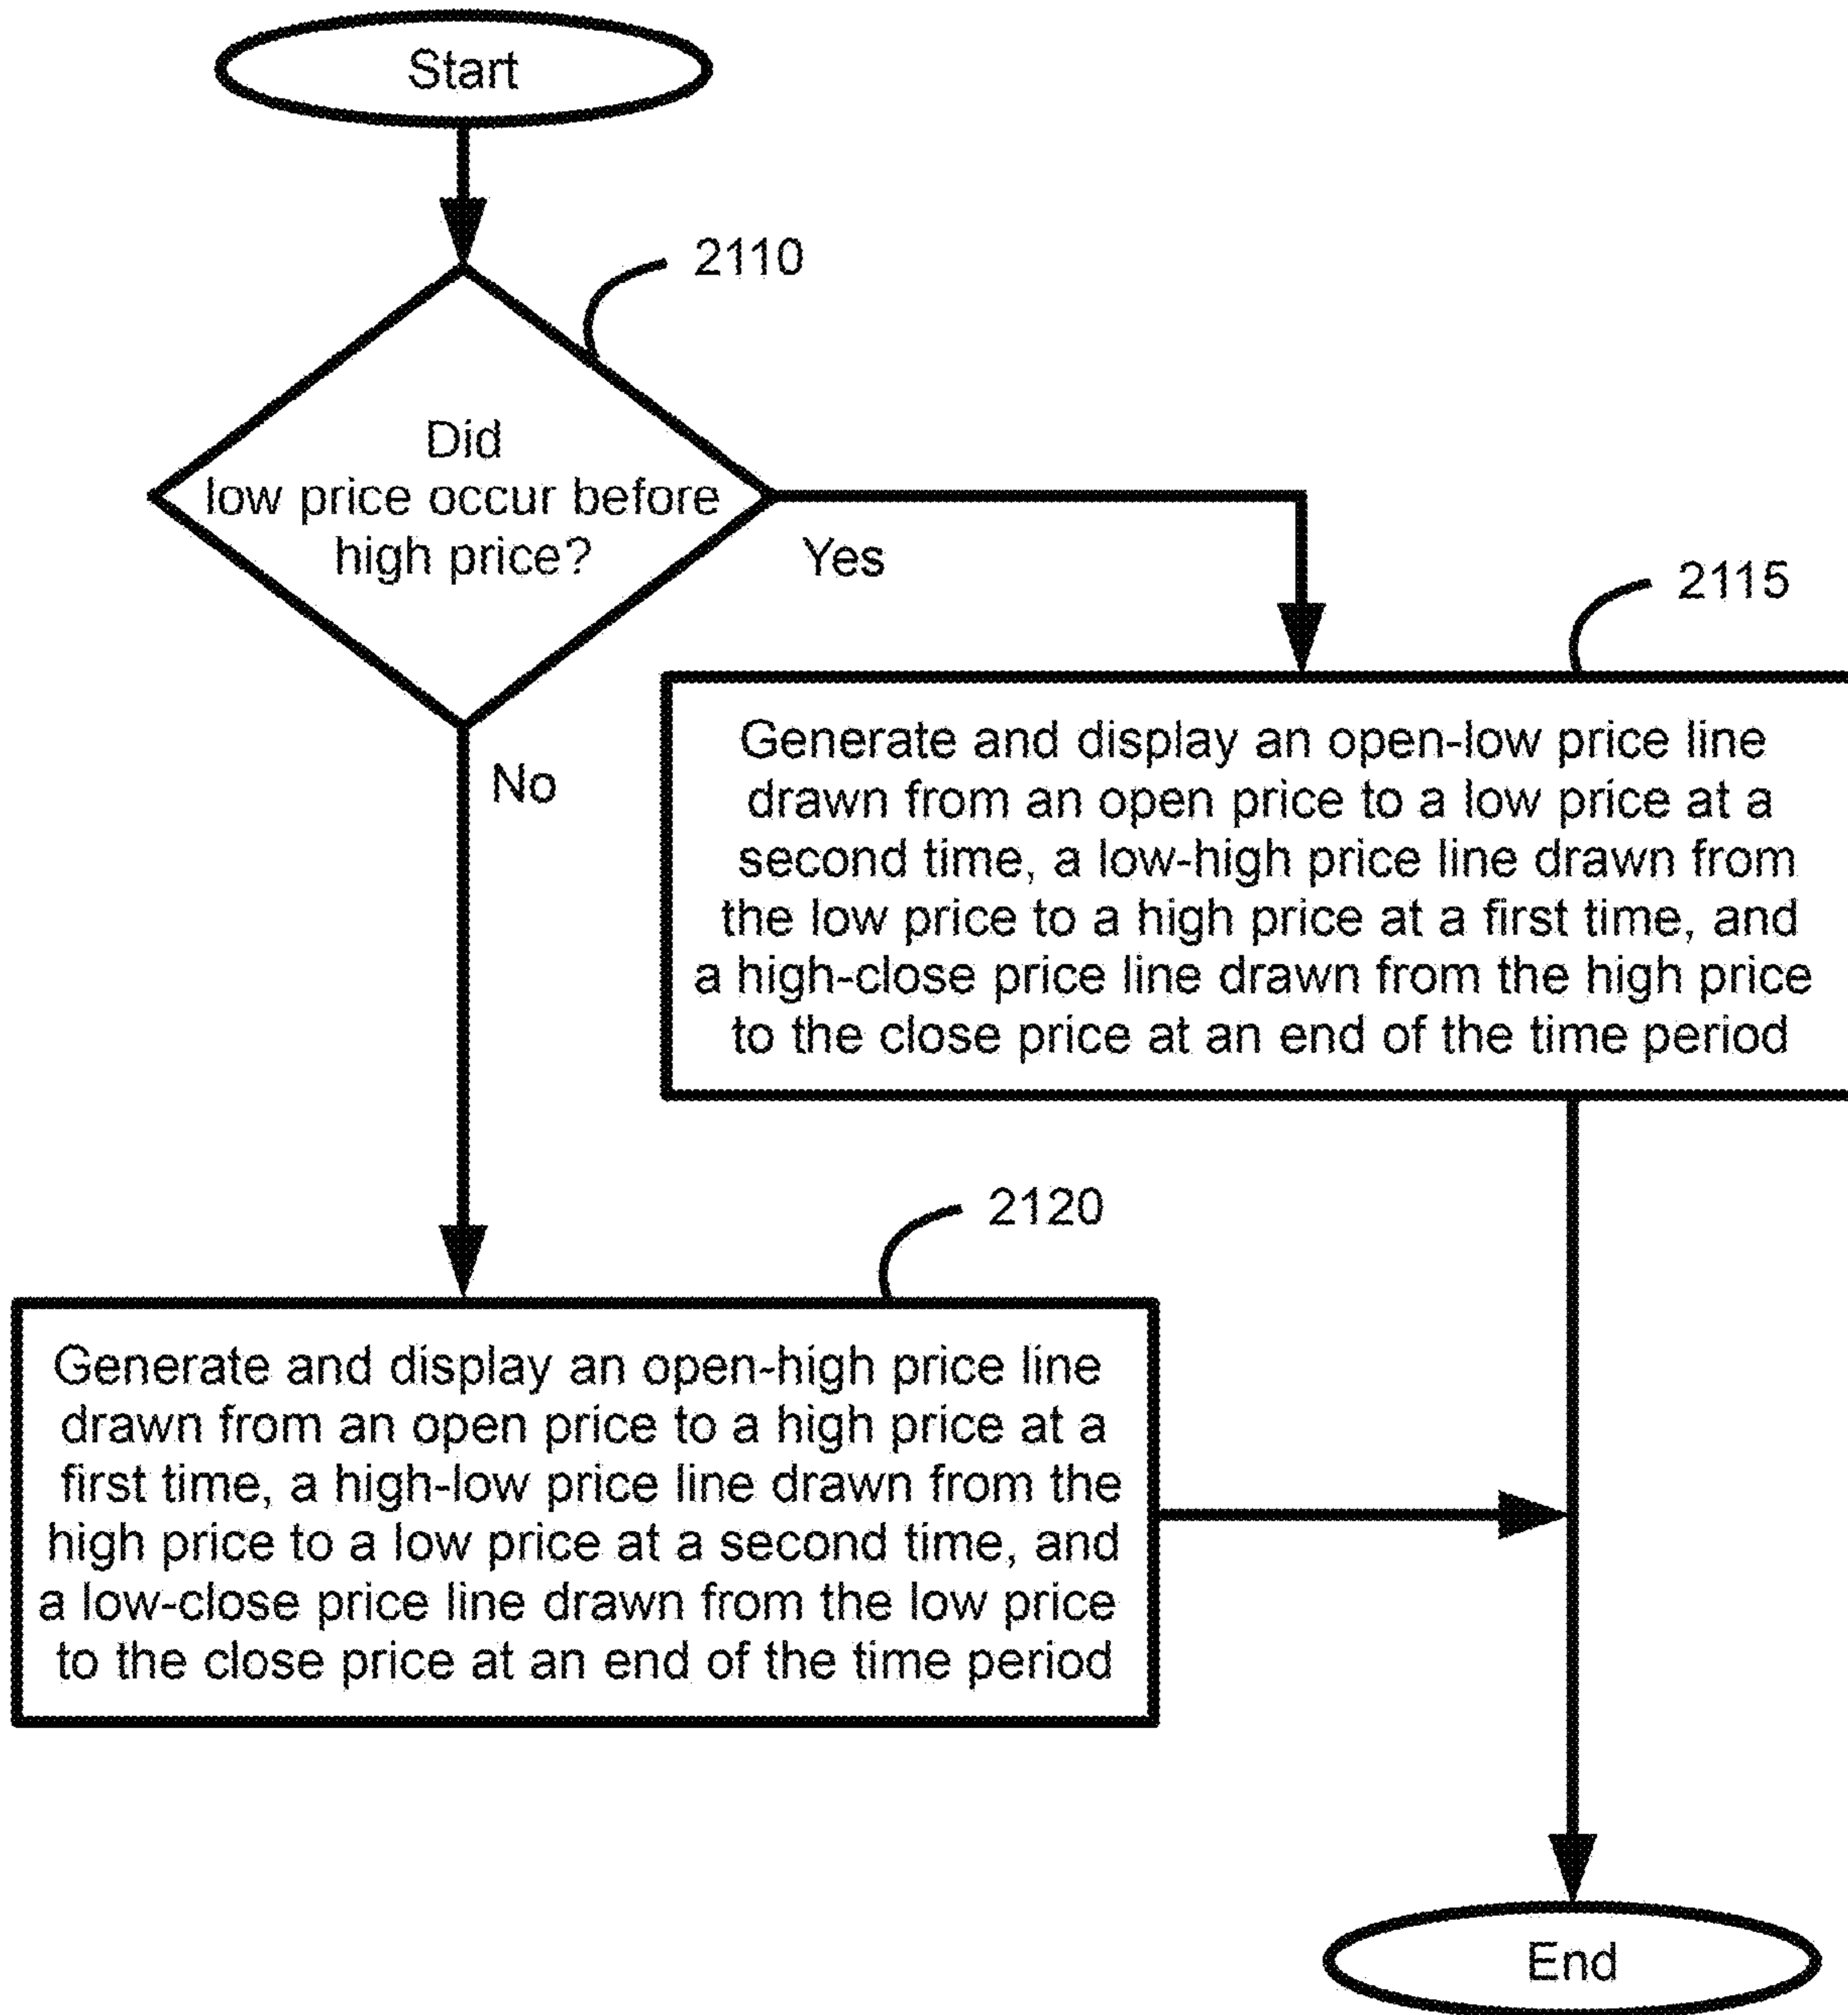 Start
2110
Did
low price occur before
high price?
Yes
2115
No
Generate and display an open-low price line
drawn from an open price to a low price at a
second time, a low-high price line drawn from
the low price to a high price at a first time, and
a high-close price line drawn from the high price
to the close price at an end of the time period
2120
Generate and display an open-high price line
drawn from an open price to a high price at a
first time, a high-low price line drawn from the
high price to a low price at a second time, and
a low-close price line drawn from the low price
to the close price at an end of the time period
End